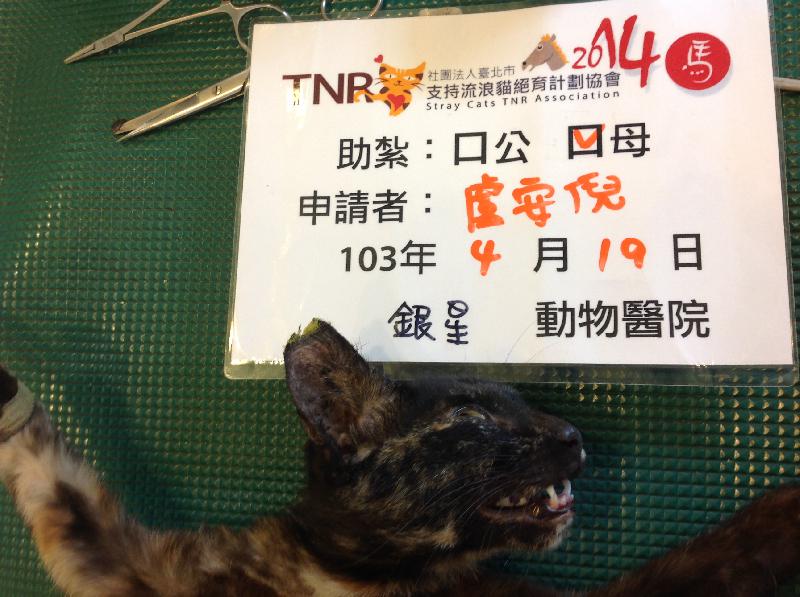 TNR 社團法人臺北市 2014 馬
支持流浪貓絕育計劃協會
Stray Cats TNR Association
助紮：口公 口母
申請者：盧安倪
103年 4 月 19 日
銀星 動物醫院